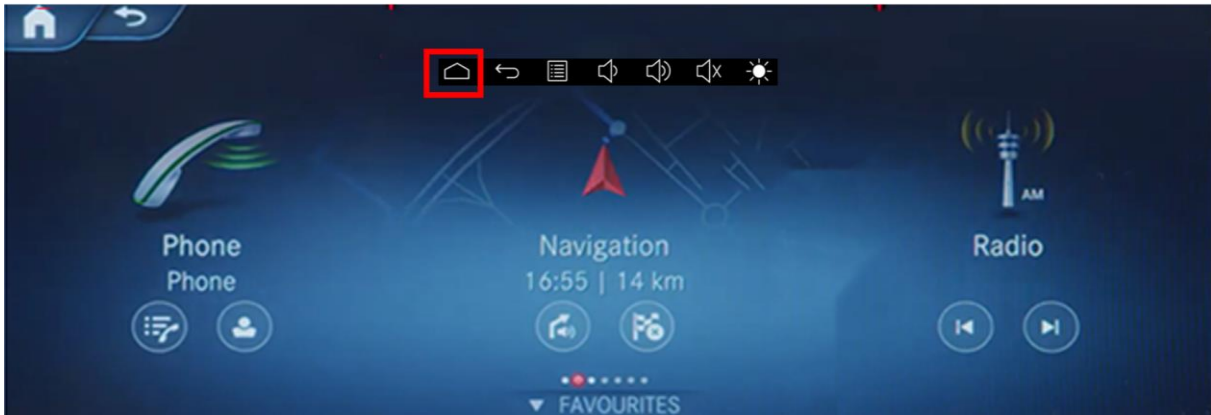 AM
Phone
Navigation
Radio
Phone
16:55 | 14 km
FAVOURITES